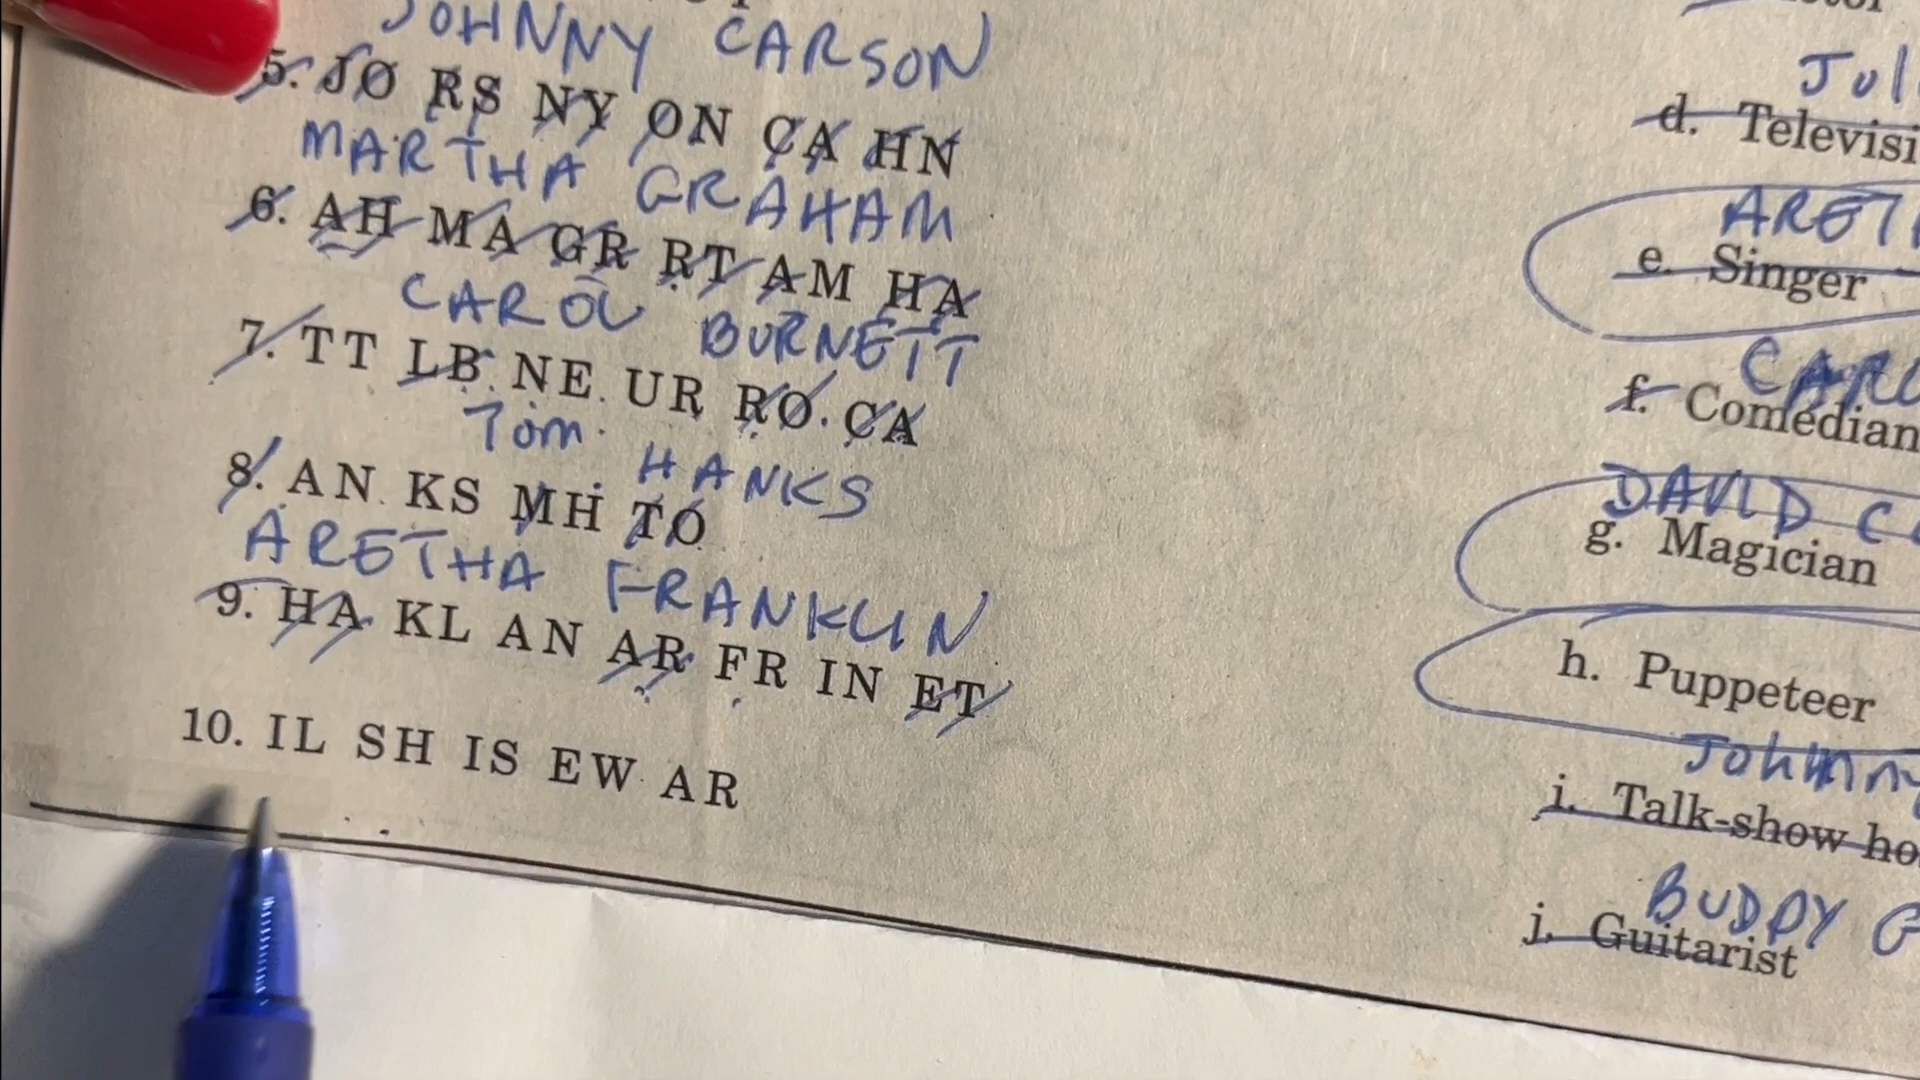 JOHNNY CARSON
5. JO RS NY ON CA HN
MARTHA GRAHAM
6. AH MA GR RT AM HA
CAROL BURNETT
7. TT LB NE UR RO CA
Tom HANKS
8. AN KS MH TO
ARETHA FRANKLIN
9. HA KL AN AR FR IN ET
10. IL SH IS EW AR
d. Televisi
ARETH
e. Singer
CARO
f. Comedian
DAVID C
g. Magician
h. Puppeteer
Johnny
i. Talk-show ho
BUDDY G
j. Guitarist